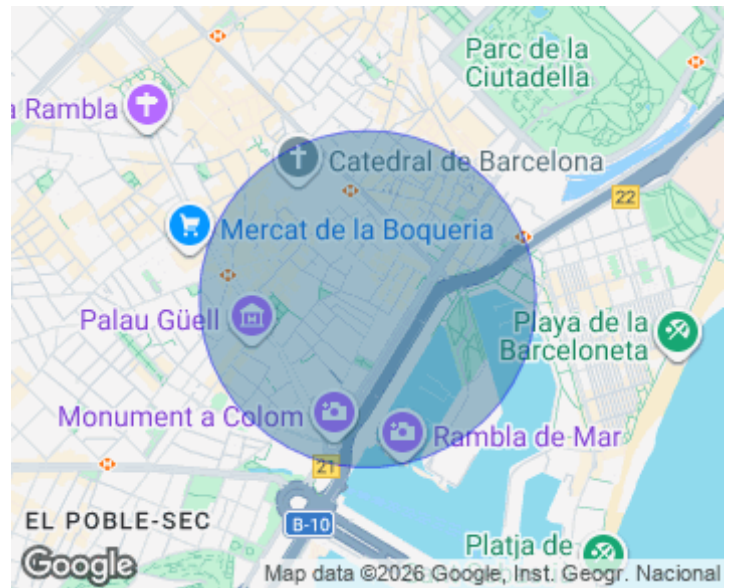 Parc de la
Ciutadella
a Rambla
Catedral de Barcelona
22
Mercat de la Boqueria
Palau Güell
Playa de la
Barceloneta
Monument a Colom
Rambla de Mar
21
EL POBLE-SEC
B-10
Platja de
Google
Map data ©2026 Google, Inst. Geogr. Nacional